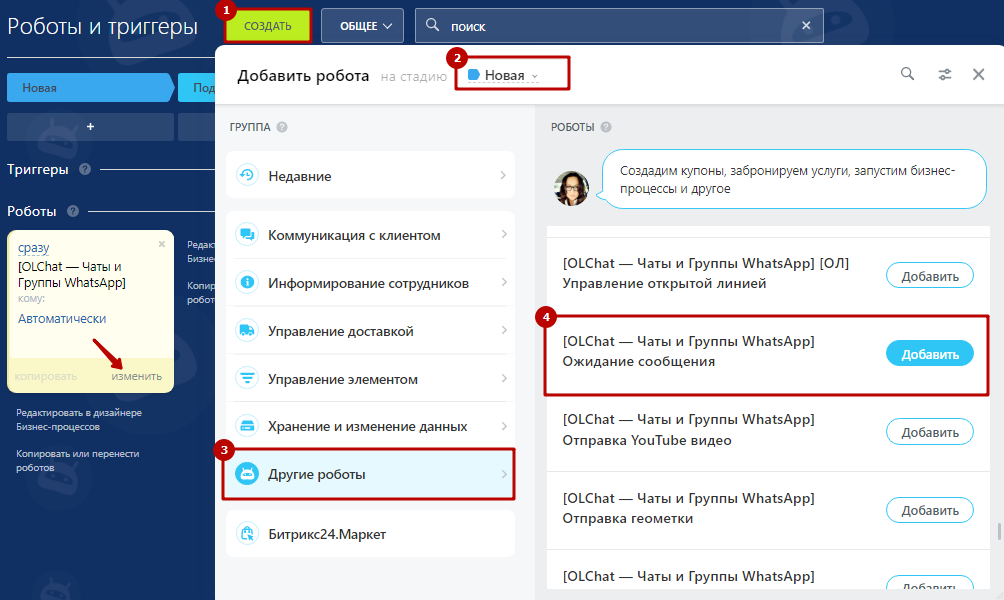 Роботы и триггеры
1
СОЗДАТЬ
ОБЩЕЕ
поиск
Новая
Под
+
Триггеры ?
Роботы ?
сразу
[OLChat — Чаты и
Группы WhatsApp]
кому:
Автоматически
копировать
изменить
Редактировать в дизайнере
Бизнес-процессов
Копировать или перенести
роботов
Редакт
Бизнес
Копир
робот
Добавить робота на стадию
2
Новая
ГРУППА ?
Недавние
Коммуникация с клиентом
Информирование сотрудников
Управление доставкой
Управление элементом
Хранение и изменение данных
3
Другие роботы
Битрикс24.Маркет
РОБОТЫ ?
Создадим купоны, забронируем услуги, запустим бизнес-
процессы и другое
[OLChat — Чаты и Группы WhatsApp] [ОЛ]
Управление открытой линией
Добавить
4
[OLChat — Чаты и Группы WhatsApp]
Ожидание сообщения
Добавить
[OLChat — Чаты и Группы WhatsApp]
Отправка YouTube видео
Добавить
[OLChat — Чаты и Группы WhatsApp]
Отправка геометки
Добавить
[OLChat — Чаты и Группы WhatsApp]
Добавить